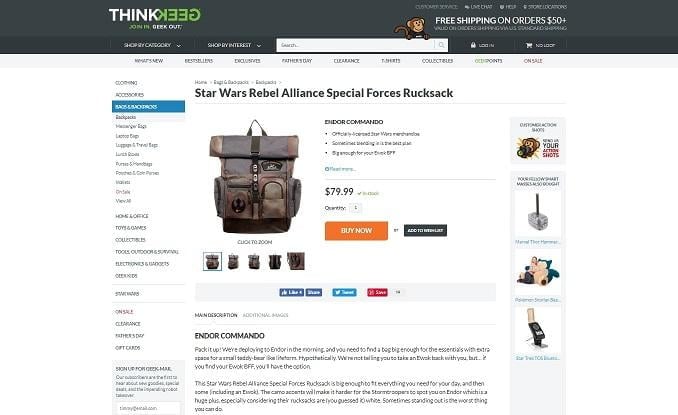 CUSTOMER SERVICE: LIVE CHAT HELP STORE LOCATIONS
THINKGEEK
JOIN IN. GEEK OUT.
FREE SHIPPING ON ORDERS $50+
VALID ON ORDERS SHIPPING VIA U.S. STANDARD SHIPPING
SHOP BY CATEGORY SHOP BY INTEREST Search... LOG IN NO LOOT
WHAT'S NEW BESTSELLERS EXCLUSIVES FATHER'S DAY CLEARANCE T-SHIRTS COLLECTIBLES GEEKPOINTS ON SALE
CLOTHING
ACCESSORIES
BAGS & BACKPACKS
Backpacks
Messenger Bags
Laptop Bags
Luggage & Travel Bags
Lunch Boxes
Purses & Handbags
Pouches & Coin Purses
Wallets
On Sale
View All
HOME & OFFICE
TOYS & GAMES
COLLECTIBLES
TOOLS, OUTDOOR & SURVIVAL
ELECTRONICS & GADGETS
GEEK KIDS
STAR WARS
ON SALE
CLEARANCE
FATHER'S DAY
GIFT CARDS
SIGN UP FOR GEEK-MAIL
Our subscribers are the first to
hear about new goodies, special
deals, and the impending robot
takeover.
timmy@email.com
Home > Bags & Backpacks > Backpacks >
Star Wars Rebel Alliance Special Forces Rucksack
CLICK TO ZOOM
ENDOR COMMANDO
Officially-licensed Star Wars merchandise
Sometimes blending in is the best plan
Big enough for your Ewok BFF
Read more...
$79.99 In stock
Quantity: 1
BUY NOW or ADD TO WISH LIST
Like 4 Share Tweet Save
MAIN DESCRIPTION ADDITIONAL IMAGES
ENDOR COMMANDO
Pack it up! We're deploying to Endor in the morning, and you need to find a bag big enough for the essentials with extra
space for a small teddy-bear like lifeform. Hypothetically. We're not telling you to take an Ewok back with you, but... if
you find your Ewok BFF, you'll have the option.
This Star Wars Rebel Alliance Special Forces Rucksack is big enough to fit everything you need for your day, and then
some (including an Ewok). The camo accents will make it harder for the Stormtroopers to spot you on Endor which is a
huge plus, especially considering their rucksacks are (you guessed it) white. Sometimes standing out is the worst thing
you can do.
CUSTOMER ACTION
SHOTS
SEND US
YOUR
ACTION
SHOTS
YOUR FELLOW SMART
MASSES ALSO BOUGHT
Marvel Thor Hammer...
Pokemon Snorlax Bea...
Star Trek TOS Blueto...